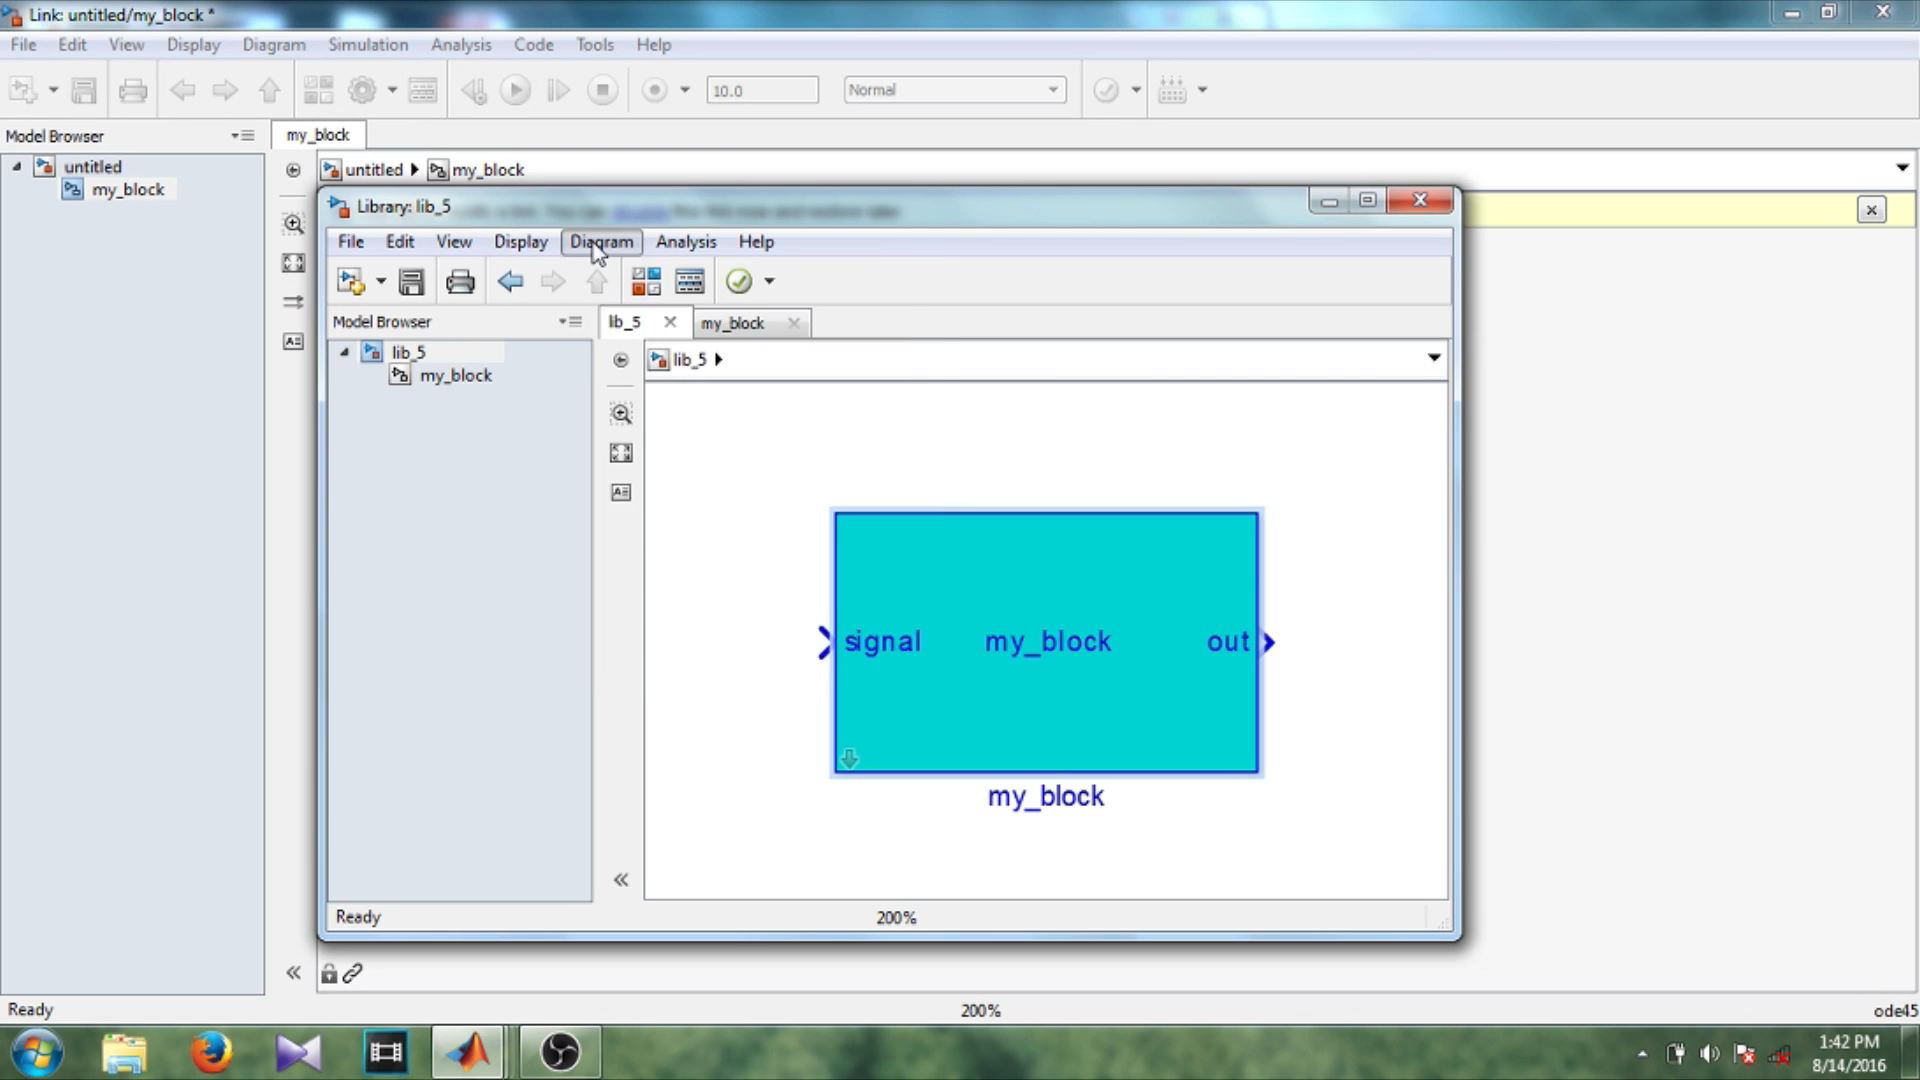 Link: untitled/my_block *
File Edit View Display Diagram Simulation Analysis Code Tools Help
10.0 Normal
Model Browser
my_block
untitled
my_block
untitled my_block
Library: lib_5
File Edit View Display Diagram Analysis Help
Model Browser
lib_5 my_block
lib_5
my_block
lib_5
signal my_block out
my_block
Ready 200%
Ready 200% ode45
1:42 PM
8/14/2016